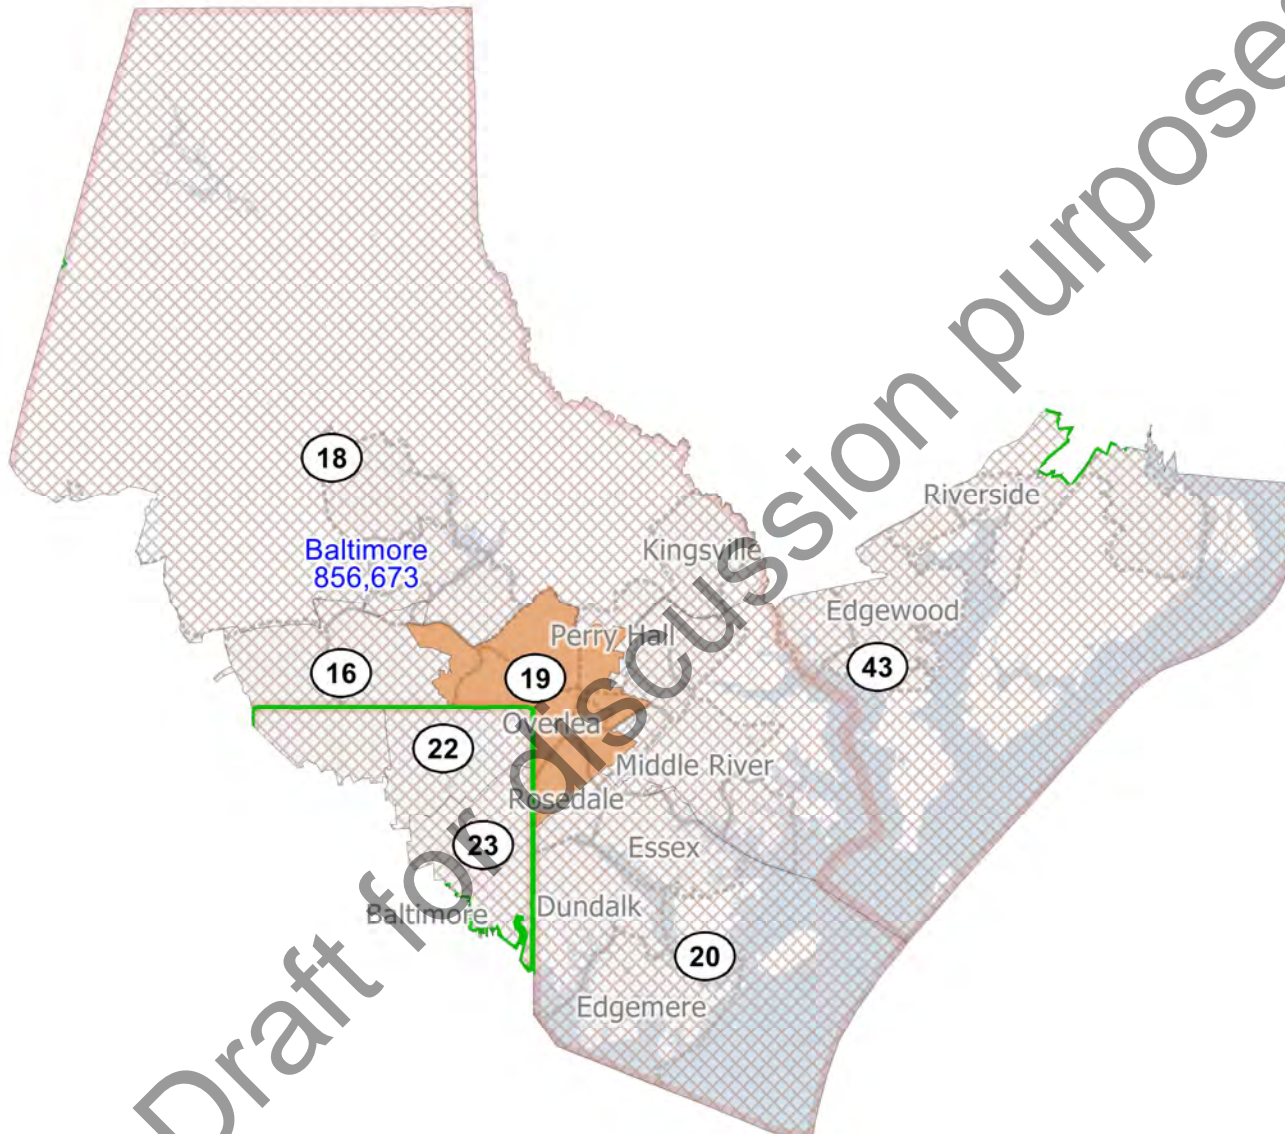 18
Baltimore
856,673
Riverside
Kingsville
Edgewood
Perry Hall
43
16
19
Overlea
22
Middle River
Rosedale
23
Essex
Baltimore
Dundalk
20
Edgemere
Draft for discussion purposes